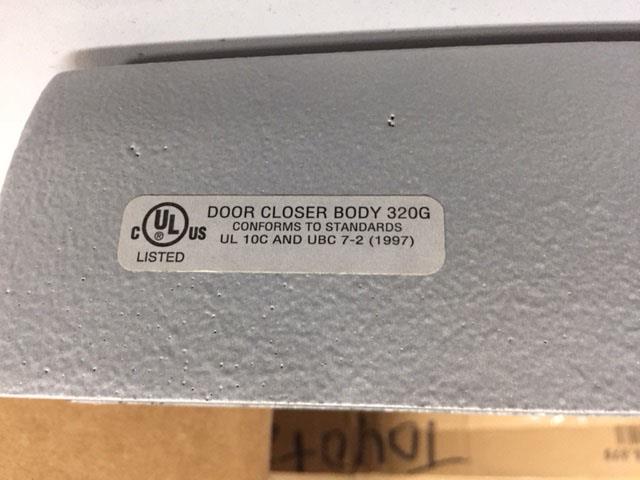 DOOR CLOSER BODY 320G
CONFORMS TO STANDARDS
UL 10C AND UBC 7-2 (1997)
C UL ® US
LISTED